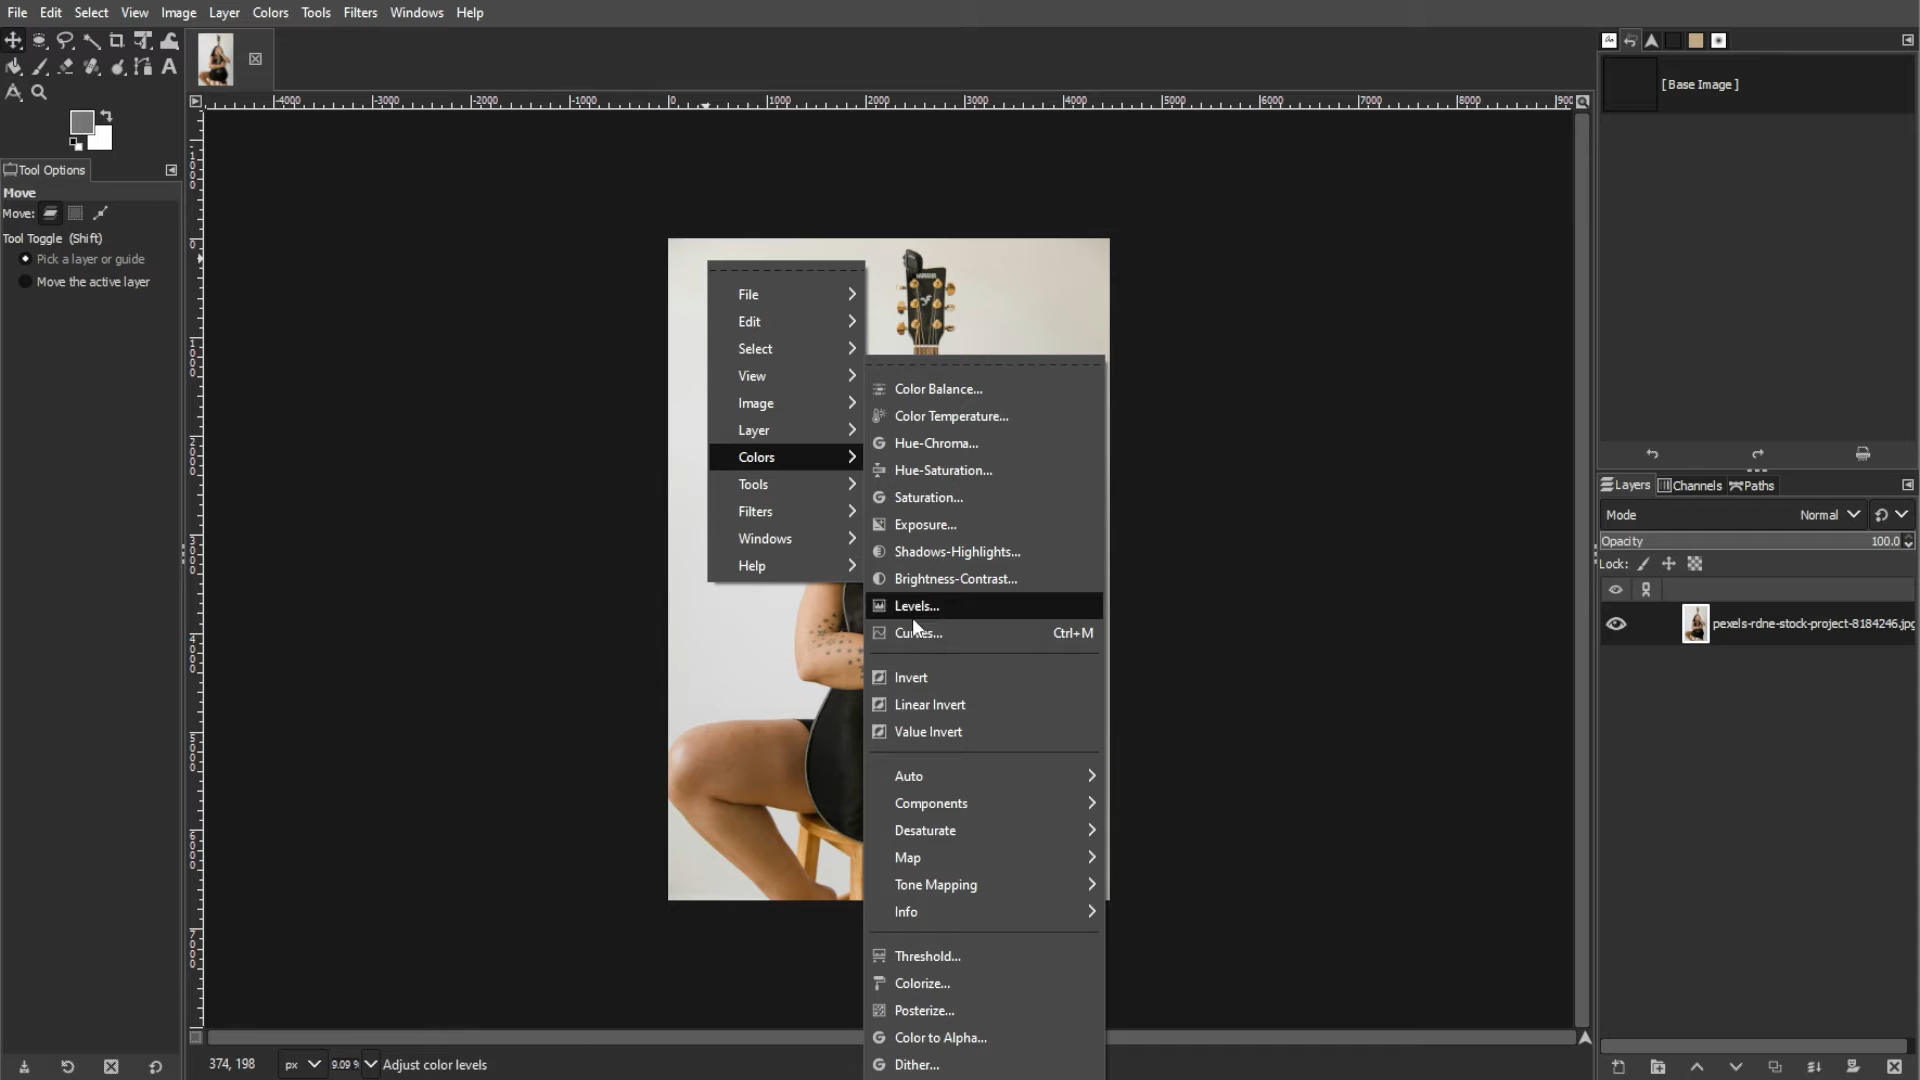 File Edit Select View Image Layer Colors Tools Filters Windows Help
[ Base Image ]
-4000 -3000 -2000 -1000 0 1000 2000 3000 4000 5000 6000 7000 8000
Tool Options
Move
Move:
Tool Toggle (Shift)
Pick a layer or guide
Move the active layer
YAMAHA
File
Edit
Select
View
Image
Layer
Colors
Tools
Filters
Windows
Help
Color Balance...
Color Temperature...
Hue-Chroma...
Hue-Saturation...
Saturation...
Exposure...
Shadows-Highlights...
Brightness-Contrast...
Levels...
Ctrl+M
Invert
Linear Invert
Value Invert
Auto
Components
Desaturate
Map
Tone Mapping
Info
Threshold...
Colorize...
Posterize...
Color to Alpha...
Dither...
Layers Channels Paths
Mode Normal
Opacity 100.0
Lock:
pexels-rdne-stock-project-8184246.jpg
374, 198 px 9.09 % Adjust color levels